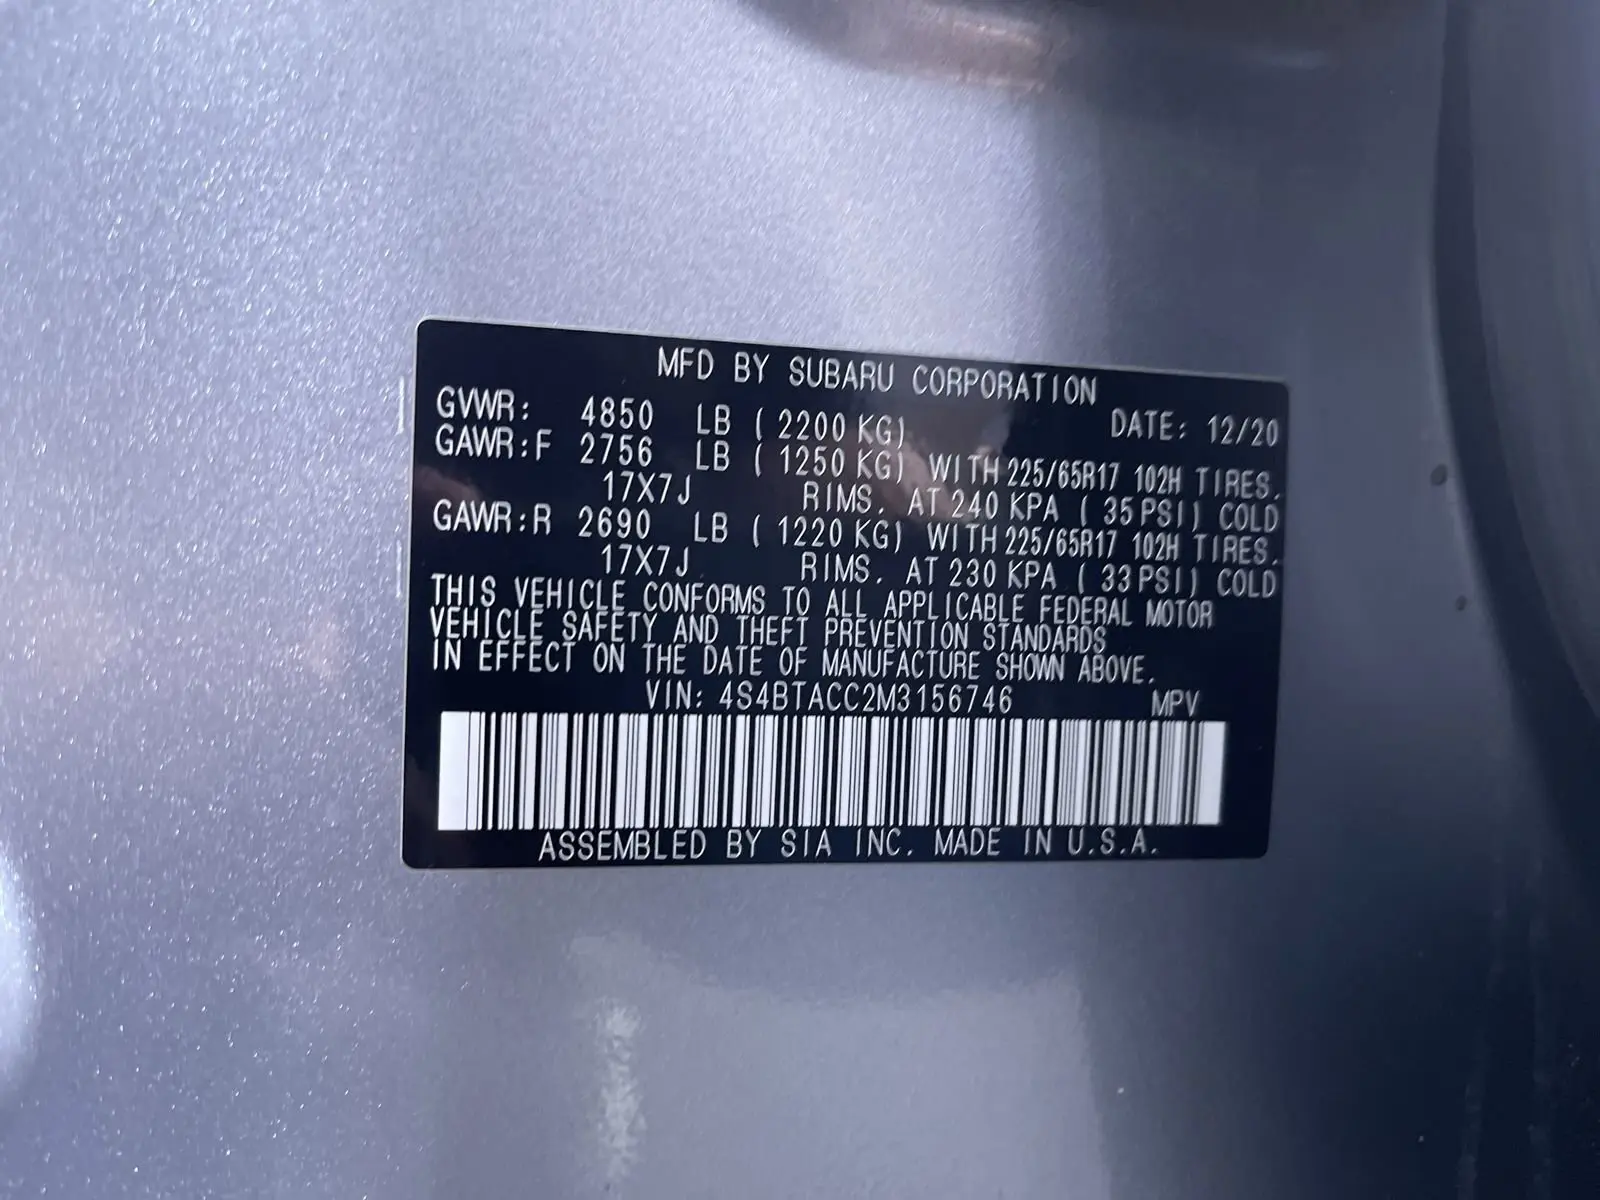 MFD BY SUBARU CORPORATION
GVWR: 4850 LB ( 2200 KG) DATE: 12/20
GAWR:F 2756 LB ( 1250 KG) WITH 225/65R17 102H TIRES.
17X7J RIMS. AT 240 KPA ( 35 PSI) COLD
GAWR:R 2690 LB ( 1220 KG) WITH 225/65R17 102H TIRES.
17X7J RIMS. AT 230 KPA ( 33 PSI) COLD
THIS VEHICLE CONFORMS TO ALL APPLICABLE FEDERAL MOTOR
VEHICLE SAFETY AND THEFT PREVENTION STANDARDS
IN EFFECT ON THE DATE OF MANUFACTURE SHOWN ABOVE.
VIN: 4S4BTACC2M3156746 MPV
ASSEMBLED BY SIA INC. MADE IN U.S.A.